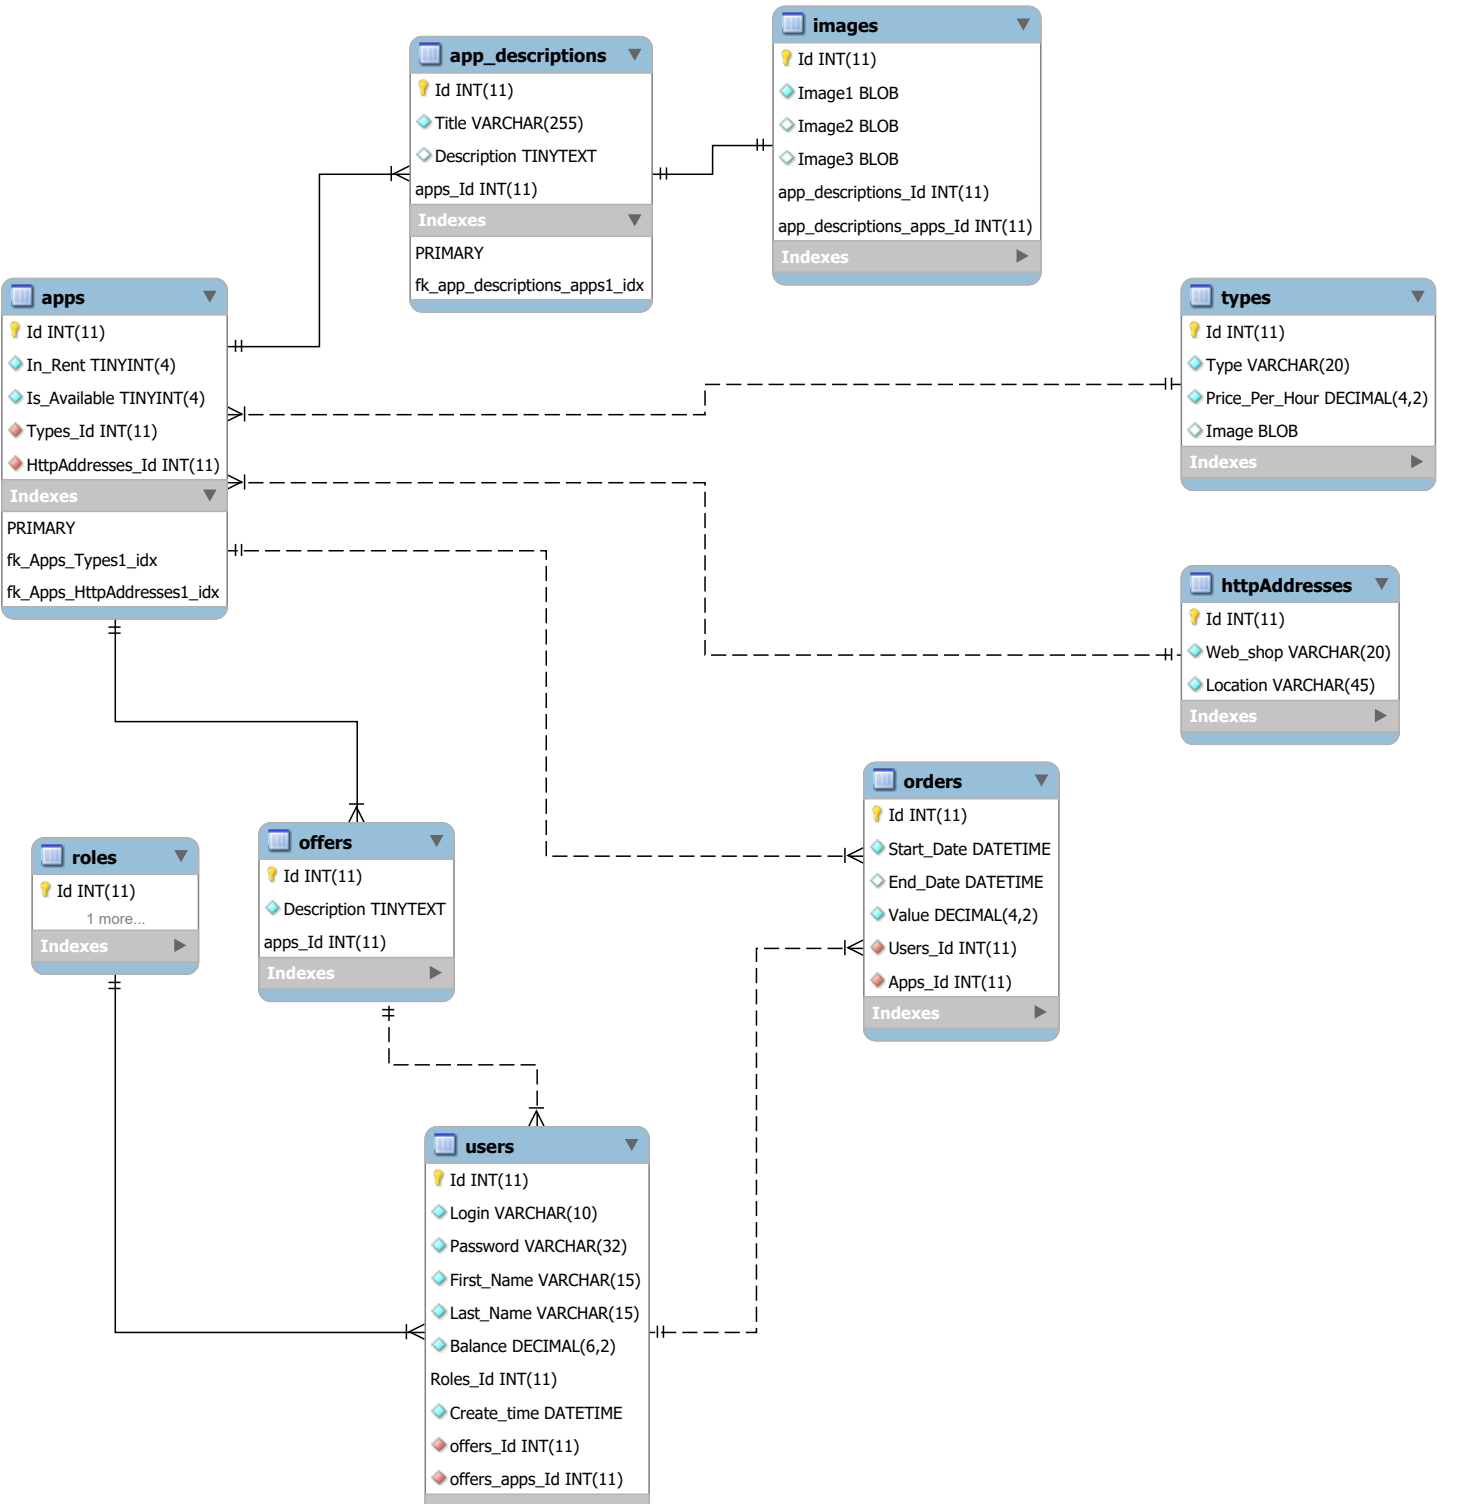 images
Id INT(11)
Image1 BLOB
Image2 BLOB
Image3 BLOB
app_descriptions_Id INT(11)
app_descriptions_apps_Id INT(11)
Indexes
app_descriptions
Id INT(11)
Title VARCHAR(255)
Description TINYTEXT
apps_Id INT(11)
Indexes
PRIMARY
fk_app_descriptions_apps1_idx
apps
Id INT(11)
In_Rent TINYINT(4)
Is_Available TINYINT(4)
Types_Id INT(11)
HttpAddresses_Id INT(11)
Indexes
PRIMARY
fk_Apps_Types1_idx
fk_Apps_HttpAddresses1_idx
types
Id INT(11)
Type VARCHAR(20)
Price_Per_Hour DECIMAL(4,2)
Image BLOB
Indexes
httpAddresses
Id INT(11)
Web_shop VARCHAR(20)
Location VARCHAR(45)
Indexes
orders
Id INT(11)
Start_Date DATETIME
End_Date DATETIME
Value DECIMAL(4,2)
Users_Id INT(11)
Apps_Id INT(11)
Indexes
offers
Id INT(11)
Description TINYTEXT
apps_Id INT(11)
Indexes
roles
Id INT(11)
1 more...
Indexes
users
Id INT(11)
Login VARCHAR(10)
Password VARCHAR(32)
First_Name VARCHAR(15)
Last_Name VARCHAR(15)
Balance DECIMAL(6,2)
Roles_Id INT(11)
Create_time DATETIME
offers_Id INT(11)
offers_apps_Id INT(11)